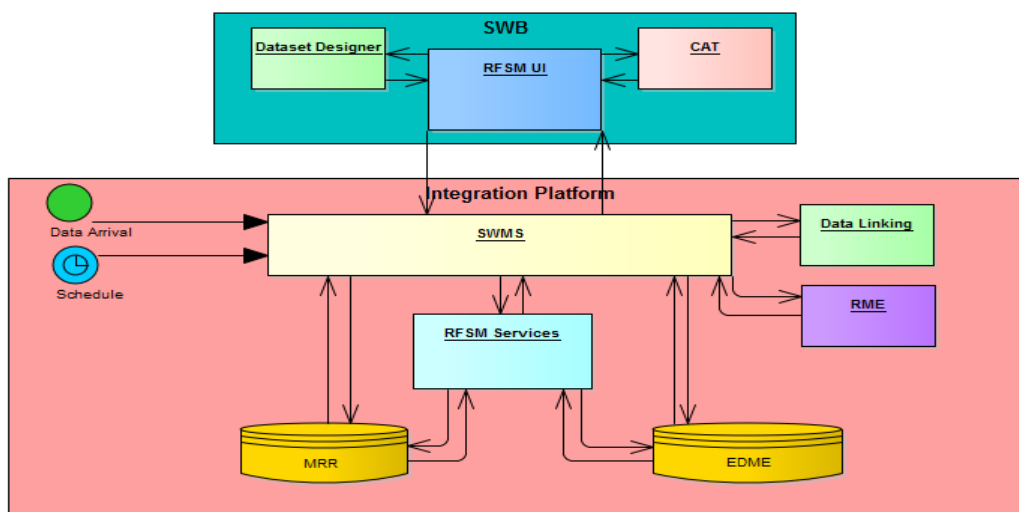 SWB
Dataset Designer
RFSM UI
CAT
Integration Platform
Data Arrival
SWMS
Data Linking
Schedule
RME
RFSM Services
MRR
EDME